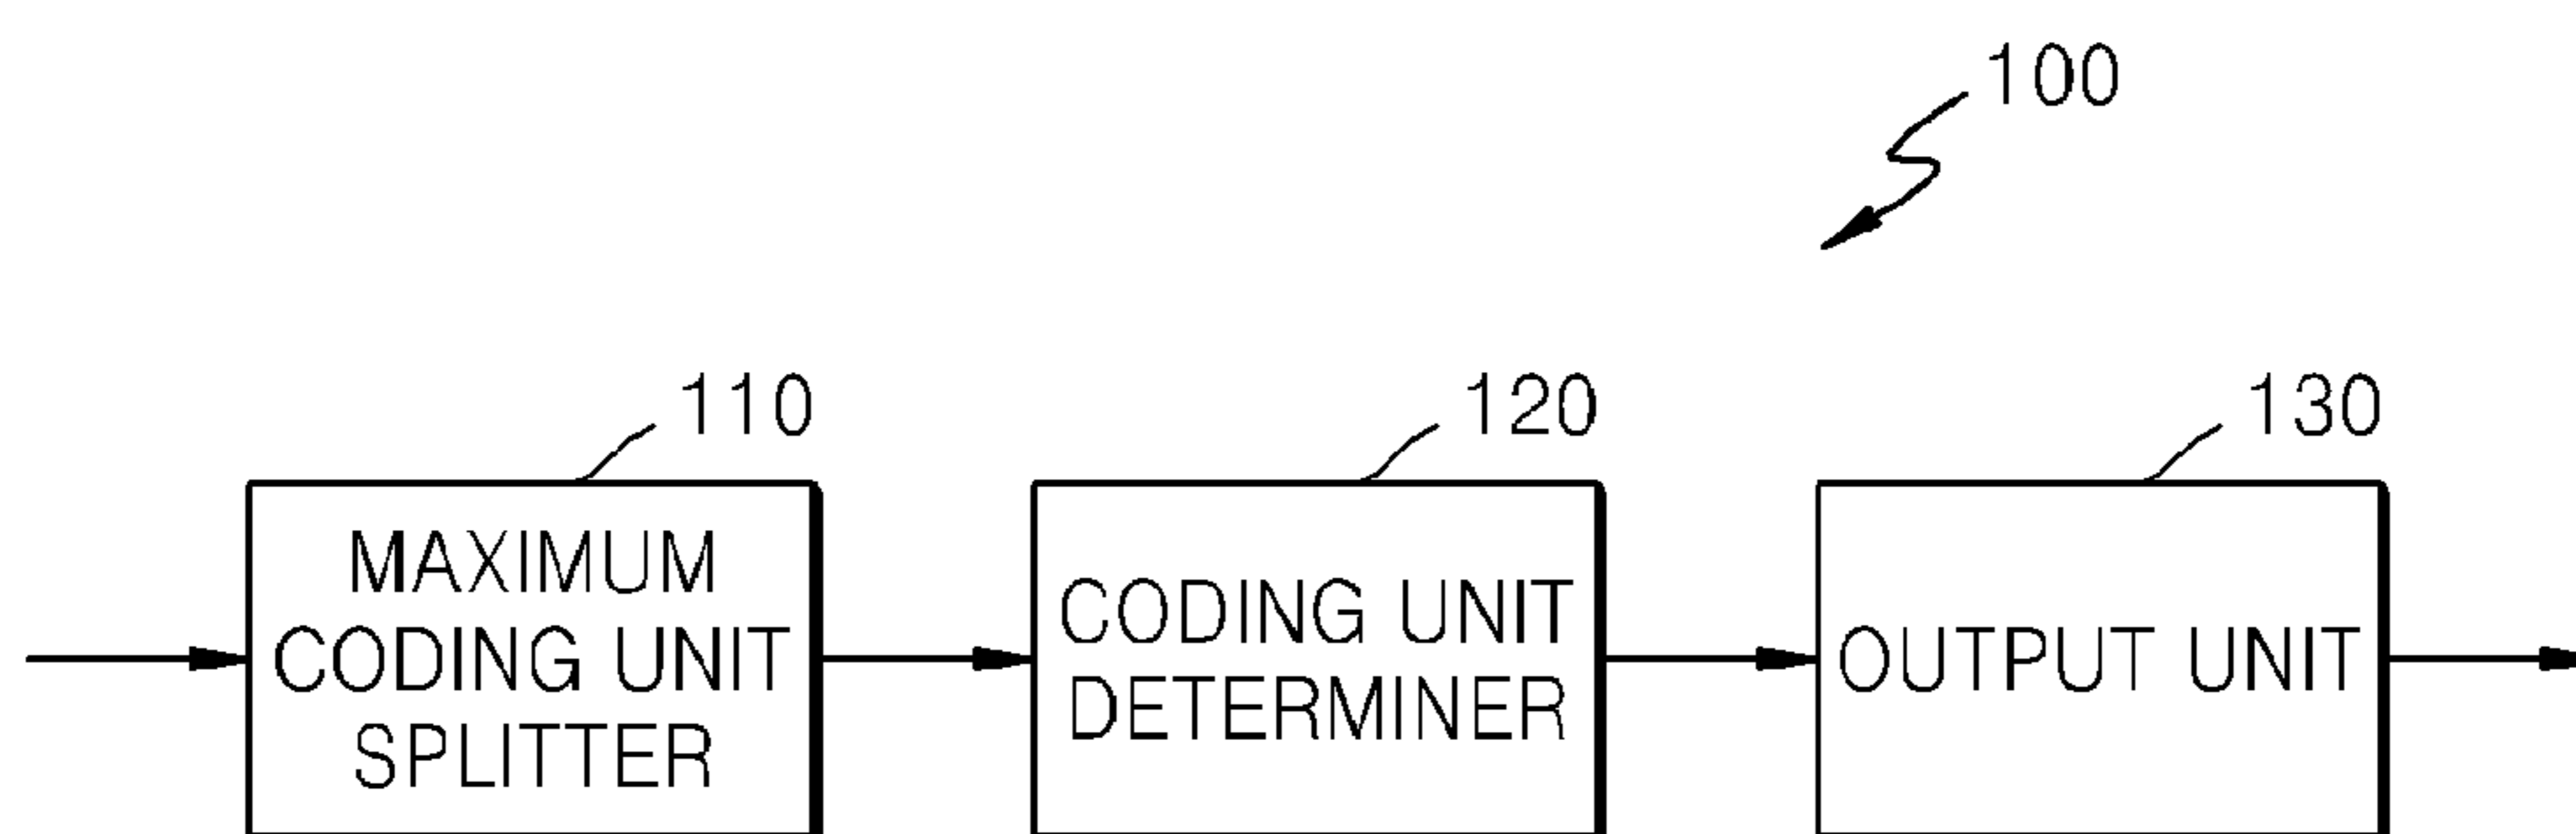 100
110
120
130
MAXIMUM
CODING UNIT
SPLITTER
CODING UNIT
DETERMINER
OUTPUT UNIT